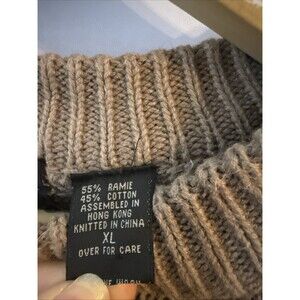 55% RAMIE
45% COTTON
ASSEMBLED IN
HONG KONG
KNITTED IN CHINA
XL
OVER FOR CARE